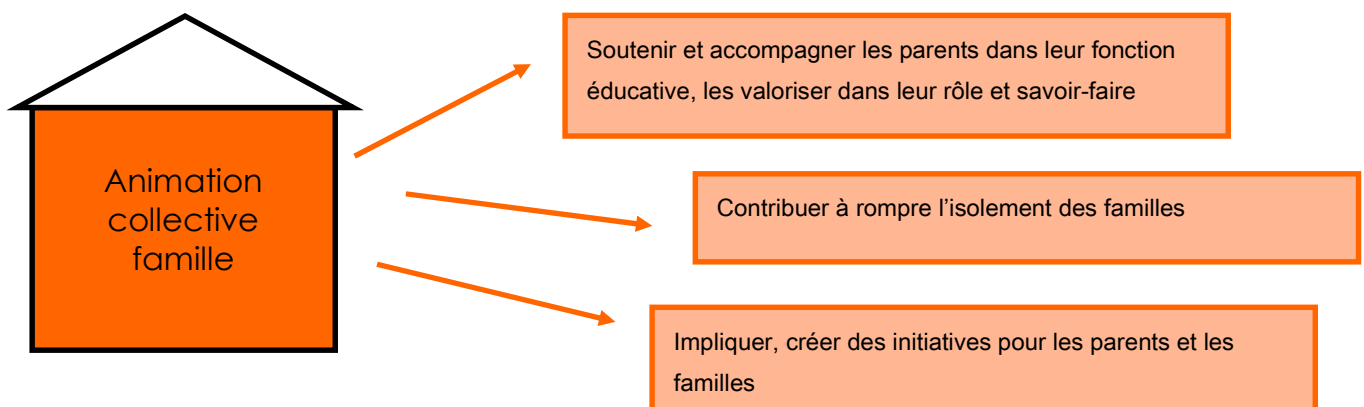 Animation
collective
famille
Soutenir et accompagner les parents dans leur fonction
éducative, les valoriser dans leur rôle et savoir-faire
Contribuer à rompre l’isolement des familles
Impliquer, créer des initiatives pour les parents et les
familles